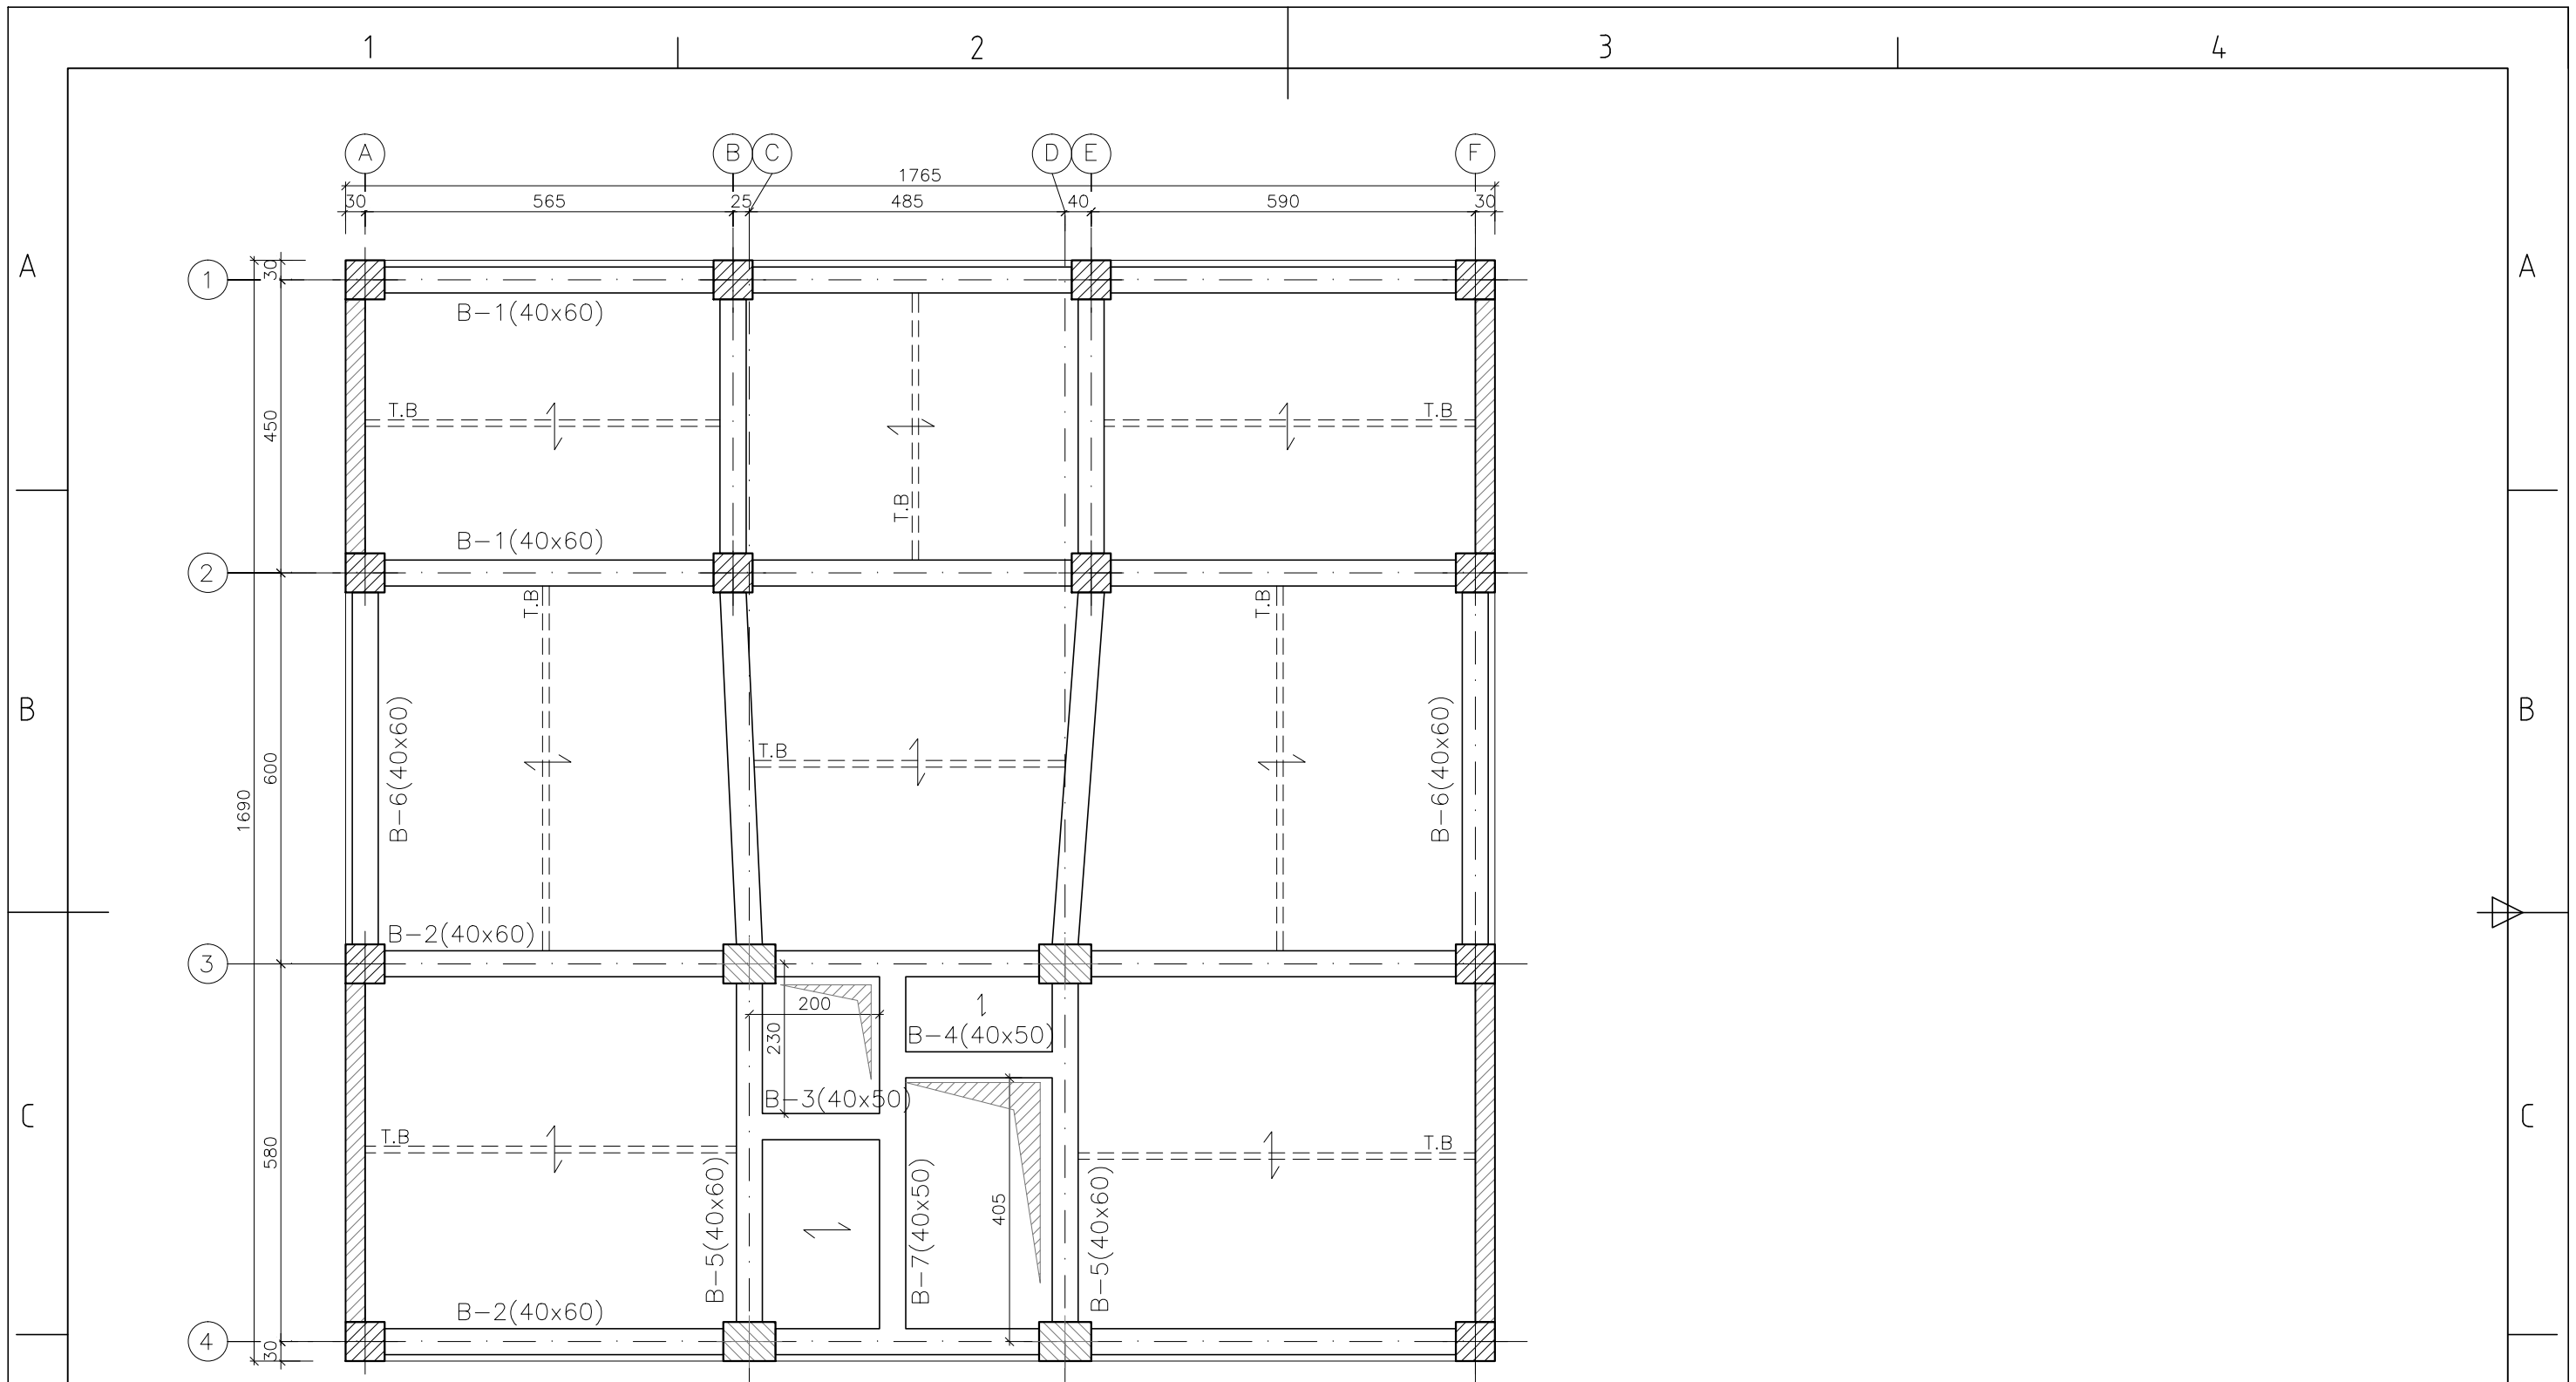 1 2 3 4
A B C D E F
1765
30 565 25 485 40 590 30
A A
1
30
B-1(40x60)
450
T.B T.B
T.B
B-1(40x60)
2
T.B T.B
B B
B-6(40x60) B-6(40x60)
T.B
600
1690
B-2(40x60)
3
200
230
B-4(40x50)
B-3(40x50)
C C
T.B T.B
580
405
B-5(40x60) B-7(40x50) B-5(40x60)
B-2(40x60)
4
30